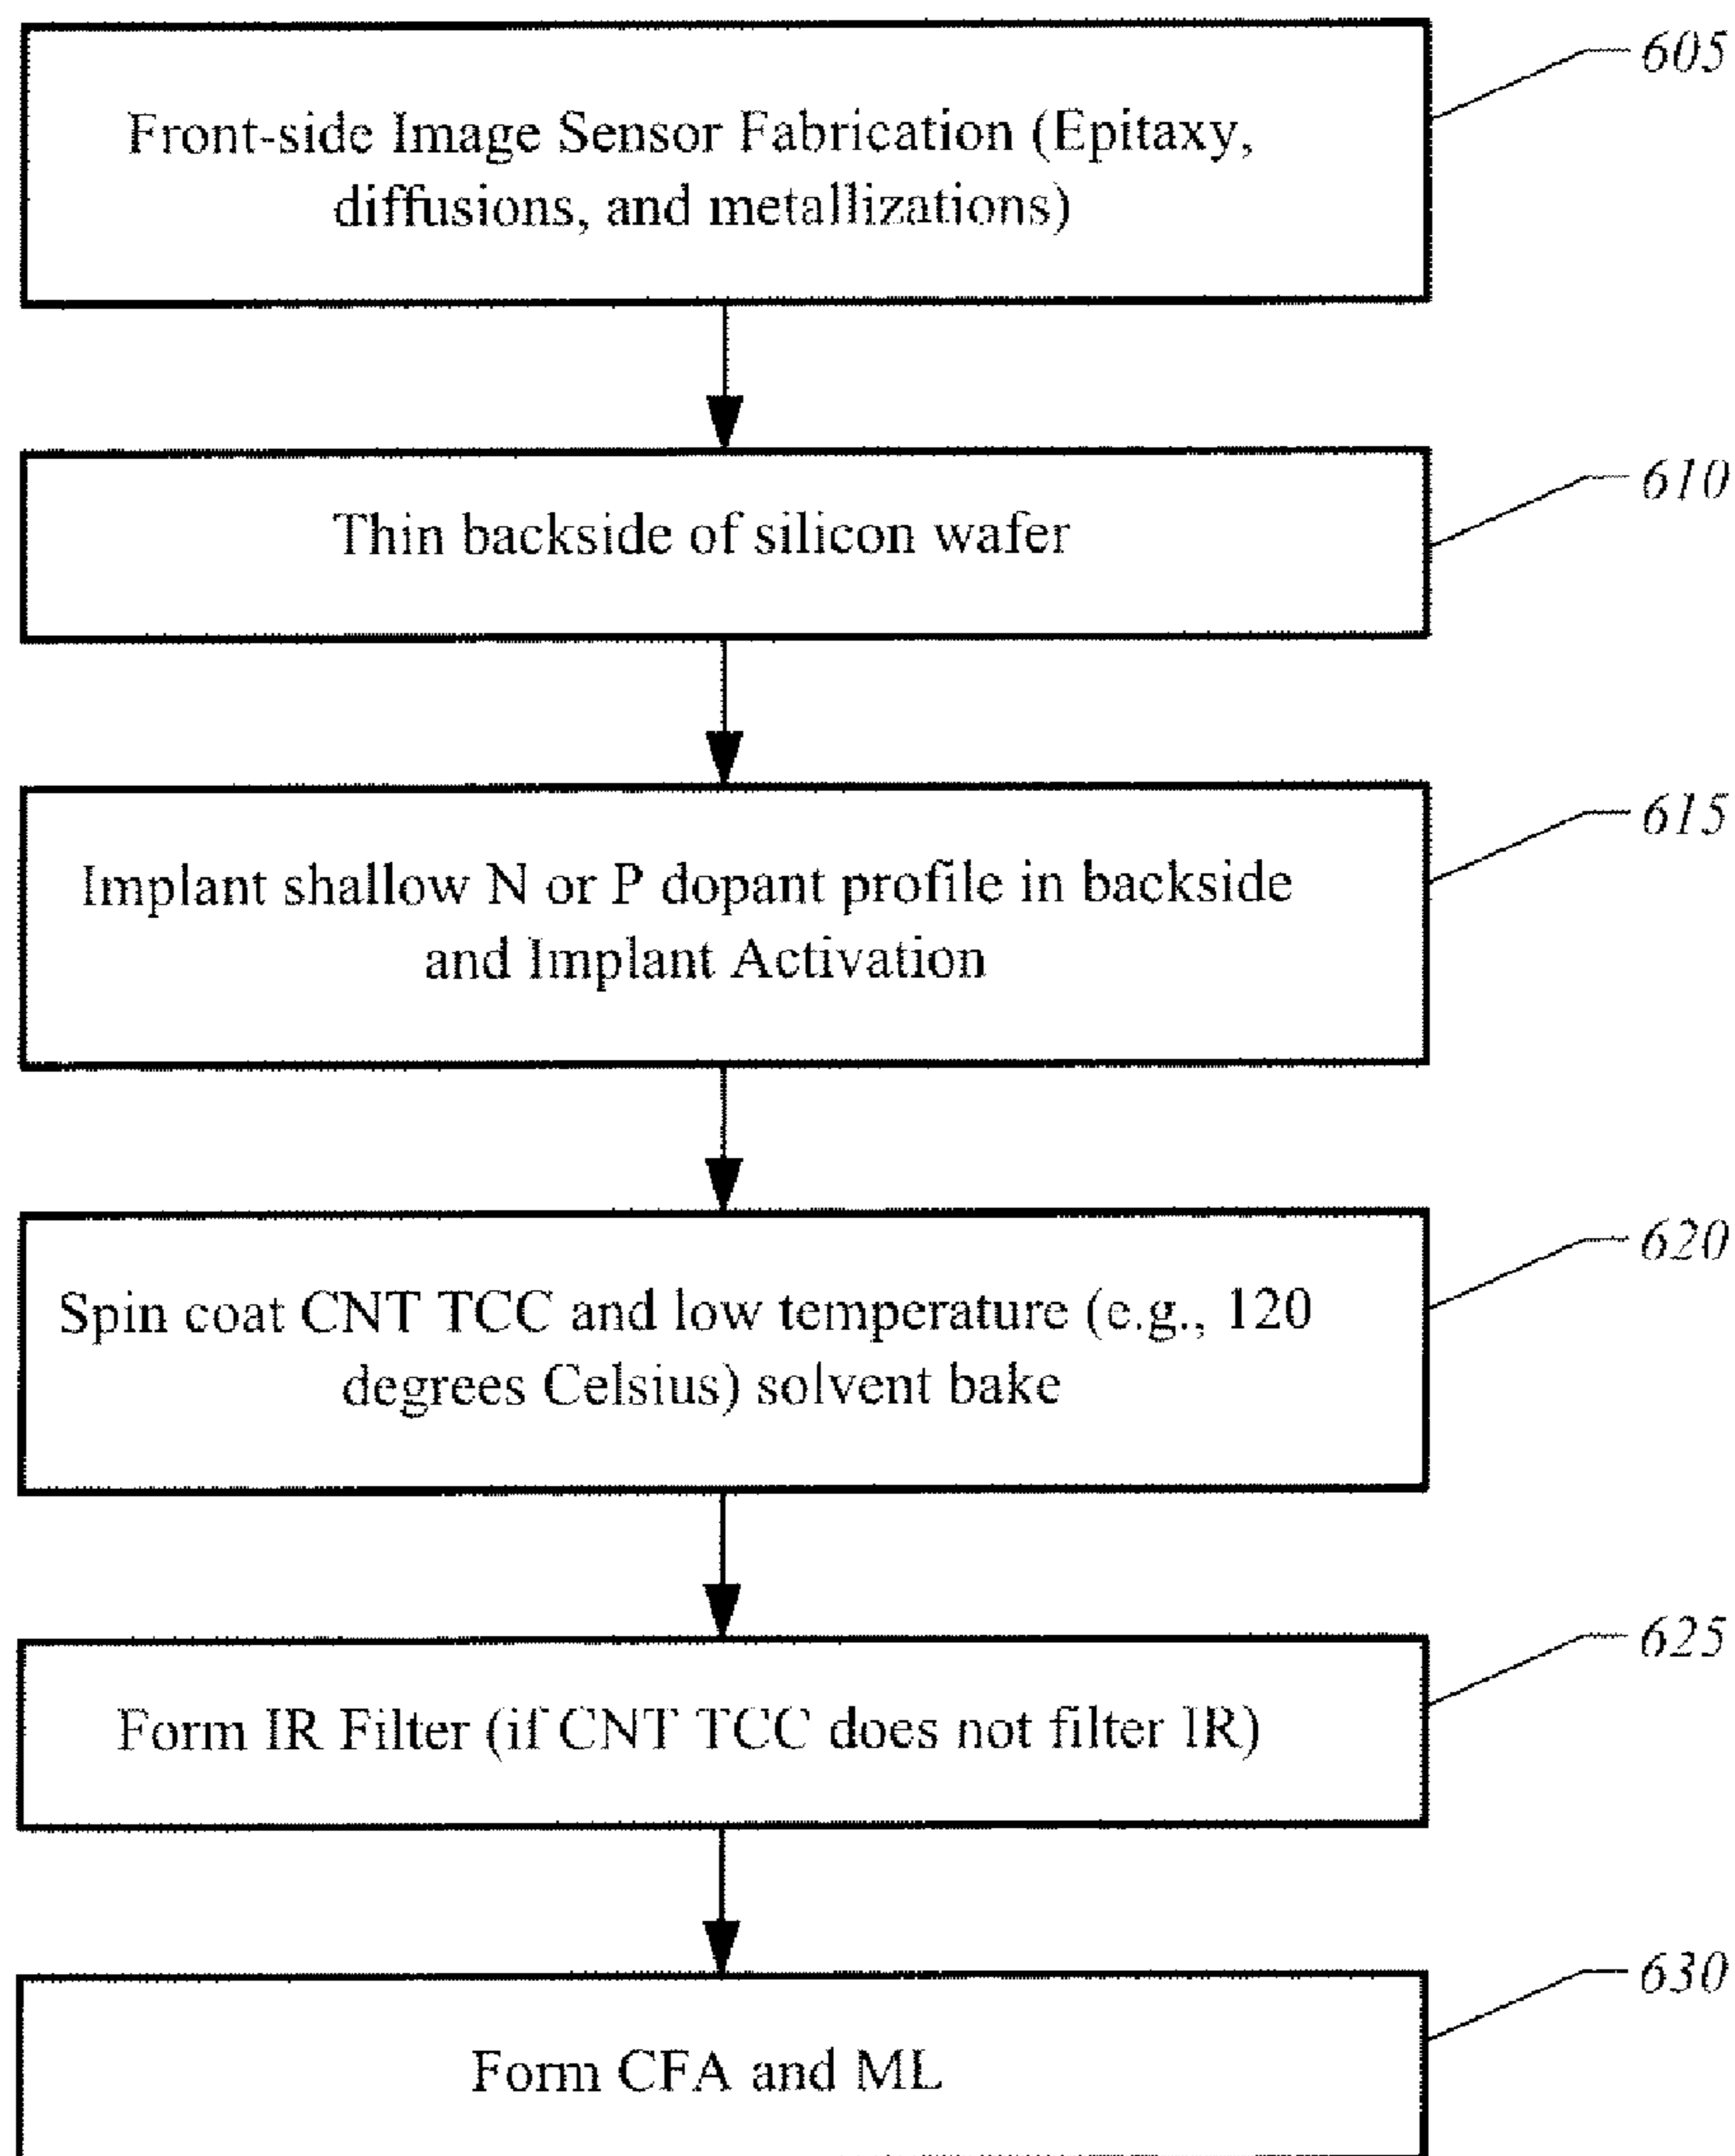 605
Front-side Image Sensor Fabrication (Epitaxy,
diffusions, and metallizations)
610
Thin backside of silicon wafer
615
Implant shallow N or P dopant profile in backside
and Implant Activation
620
Spin coat CNT TCC and low temperature (e.g., 120
degrees Celsius) solvent bake
625
Form IR Filter (if CNT TCC does not filter IR)
630
Form CFA and ML